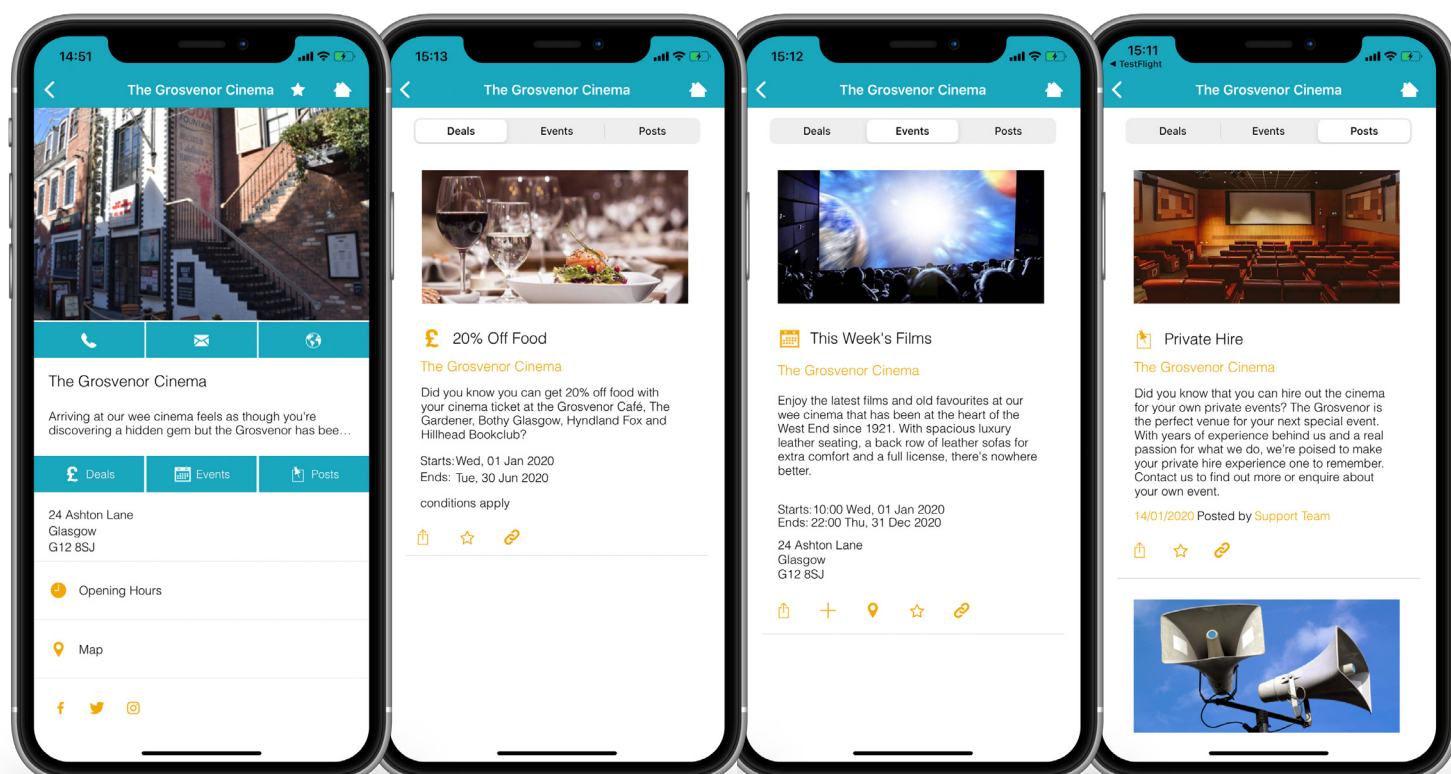 14:51
The Grosvenor Cinema
The Grosvenor Cinema
Arriving at our wee cinema feels as though you're
discovering a hidden gem but the Grosvenor has bee...
£ Deals
Events
Posts
24 Ashton Lane
Glasgow
G12 8SJ
Opening Hours
Map
15:13
The Grosvenor Cinema
Deals
Events
Posts
£ 20% Off Food
The Grosvenor Cinema
Did you know you can get 20% off food with
your cinema ticket at the Grosvenor Café, The
Gardener, Bothy Glasgow, Hyndland Fox and
Hillhead Bookclub?
Starts: Wed, 01 Jan 2020
Ends: Tue, 30 Jun 2020
conditions apply
15:12
The Grosvenor Cinema
Deals
Events
Posts
This Week's Films
The Grosvenor Cinema
Enjoy the latest films and old favourites at our
wee cinema that has been at the heart of the
West End since 1921. With spacious luxury
leather seating, a back row of leather sofas for
extra comfort and a full license, there's nowhere
better.
Starts: 10:00 Wed, 01 Jan 2020
Ends: 22:00 Thu, 31 Dec 2020
24 Ashton Lane
Glasgow
G12 8SJ
15:11
TestFlight
The Grosvenor Cinema
Deals
Events
Posts
Private Hire
The Grosvenor Cinema
Did you know that you can hire out the cinema
for your own private events? The Grosvenor is
the perfect venue for your next special event.
With years of experience behind us and a real
passion for what we do, we're poised to make
your private hire experience one to remember.
Contact us to find out more or enquire about
your own event.
14/01/2020 Posted by Support Team